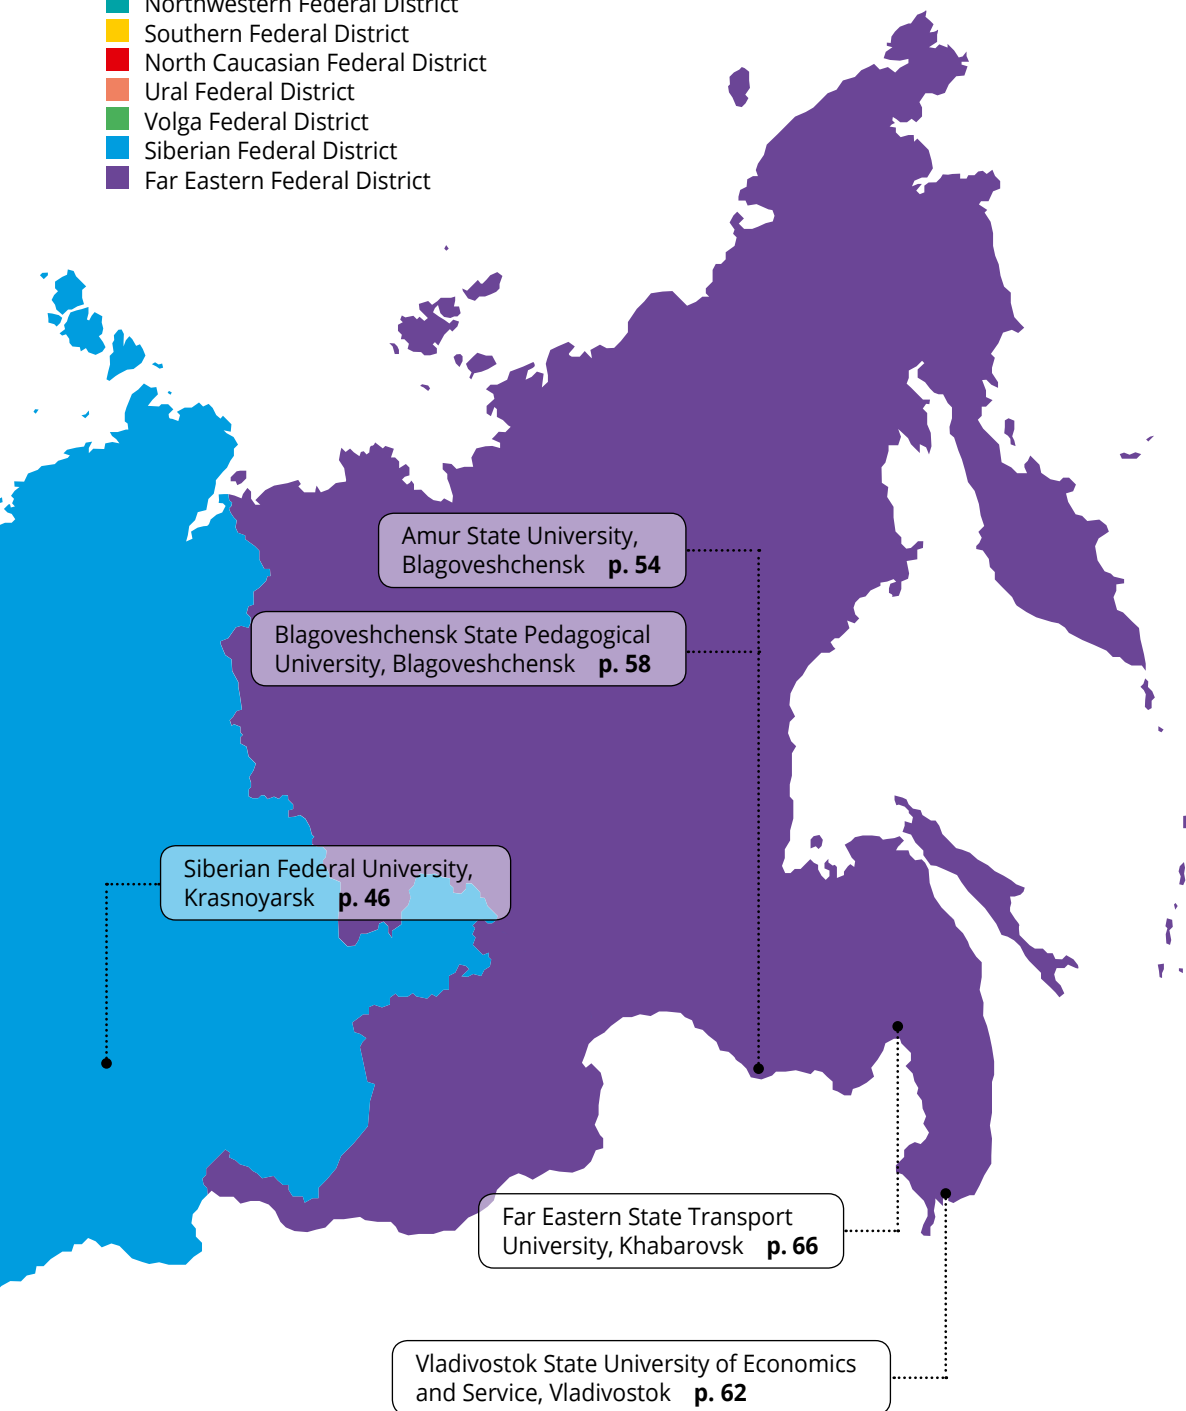 Northwestern Federal District
Southern Federal District
North Caucasian Federal District
Ural Federal District
Volga Federal District
Siberian Federal District
Far Eastern Federal District
Amur State University,
Blagoveshchensk p. 54
Blagoveshchensk State Pedagogical
University, Blagoveshchensk p. 58
Siberian Federal University,
Krasnoyarsk p. 46
Far Eastern State Transport
University, Khabarovsk p. 66
Vladivostok State University of Economics
and Service, Vladivostok p. 62